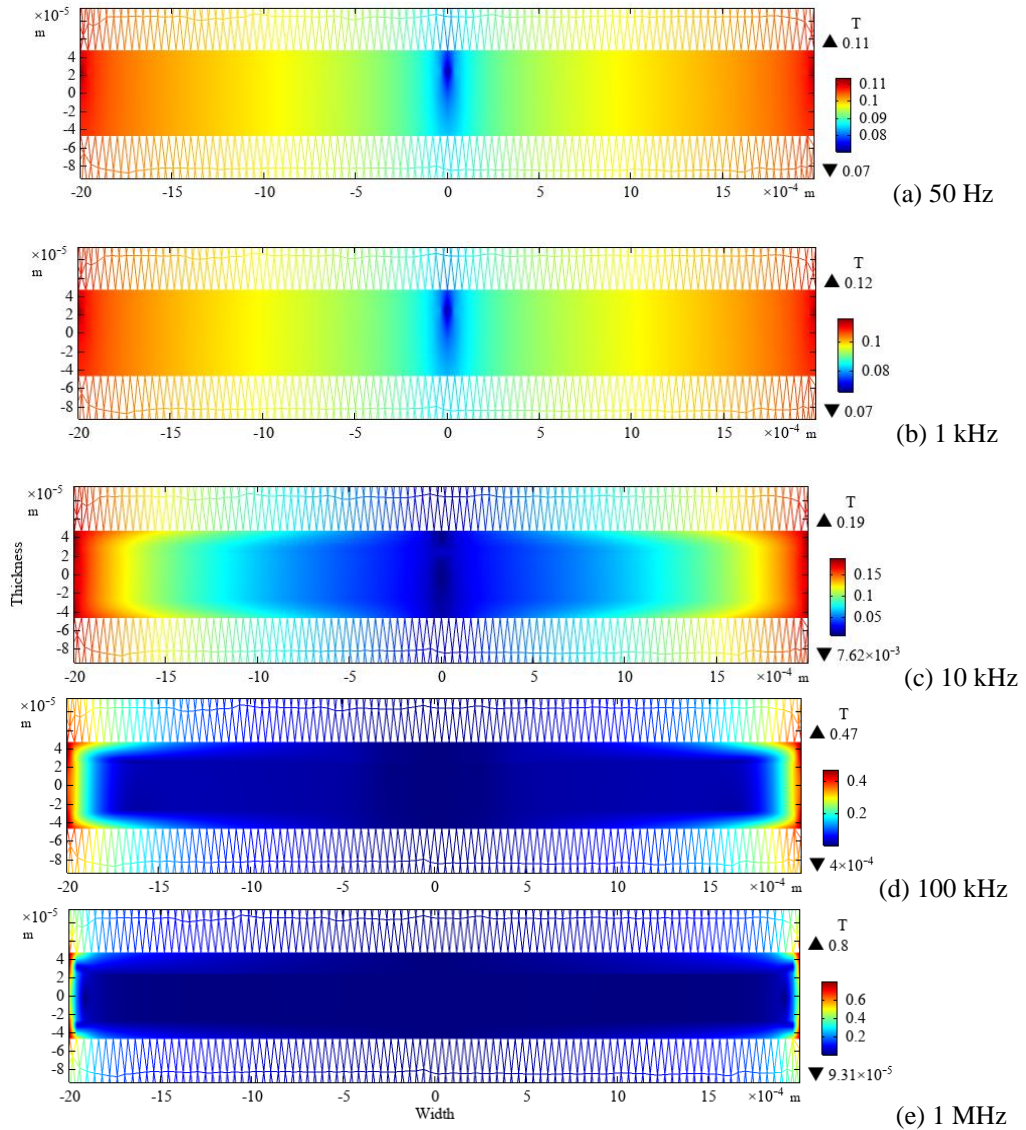 ×10⁻⁵
m
4
2
0
-2
-4
-6
-8
-20 -15 -10 -5 0 5 10 15 ×10⁻⁴ m
T
▲ 0.11
0.11
0.1
0.09
0.08
▼ 0.07
(a) 50 Hz
×10⁻⁵
m
4
2
0
-2
-4
-6
-8
-20 -15 -10 -5 0 5 10 15 ×10⁻⁴ m
T
▲ 0.12
0.1
0.08
▼ 0.07
(b) 1 kHz
×10⁻⁵
m
Thickness
4
2
0
-2
-4
-6
-8
-20 -15 -10 -5 0 5 10 15 ×10⁻⁴ m
T
▲ 0.19
0.15
0.1
0.05
▼ 7.62×10⁻³
(c) 10 kHz
×10⁻⁵
m
4
2
0
-2
-4
-6
-8
-20 -15 -10 -5 0 5 10 15 ×10⁻⁴ m
T
▲ 0.47
0.4
0.2
▼ 4×10⁻⁴
(d) 100 kHz
×10⁻⁵
m
4
2
0
-2
-4
-6
-8
-20 -15 -10 -5 0 5 10 15 ×10⁻⁴ m
Width
T
▲ 0.8
0.6
0.4
0.2
▼ 9.31×10⁻⁵
(e) 1 MHz